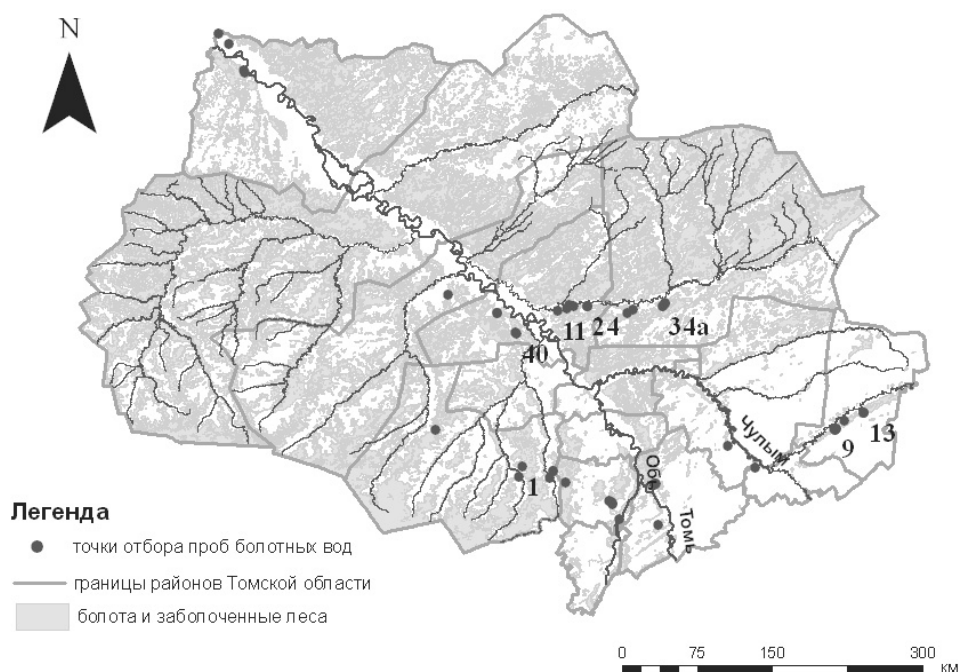 N
11 24 34а
40
Чулым
9 13
1
Обь
Томь
Легенда
точки отбора проб болотных вод
границы районов Томской области
болота и заболоченные леса
0 75 150 300
КМ